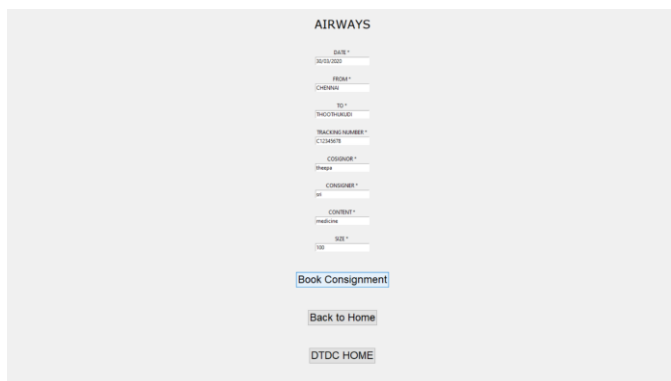 AIRWAYS
DATE *
30/03/2020
FROM *
CHENNAI
TO *
THOOTHUKUDI
TRACKING NUMBER *
C12345678
COSIGNOR *
theepa
CONSIGNER *
sri
CONTENT *
medicine
SIZE *
100
Book Consignment
Back to Home
DTDC HOME